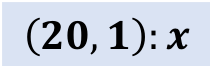 (20, 1): x